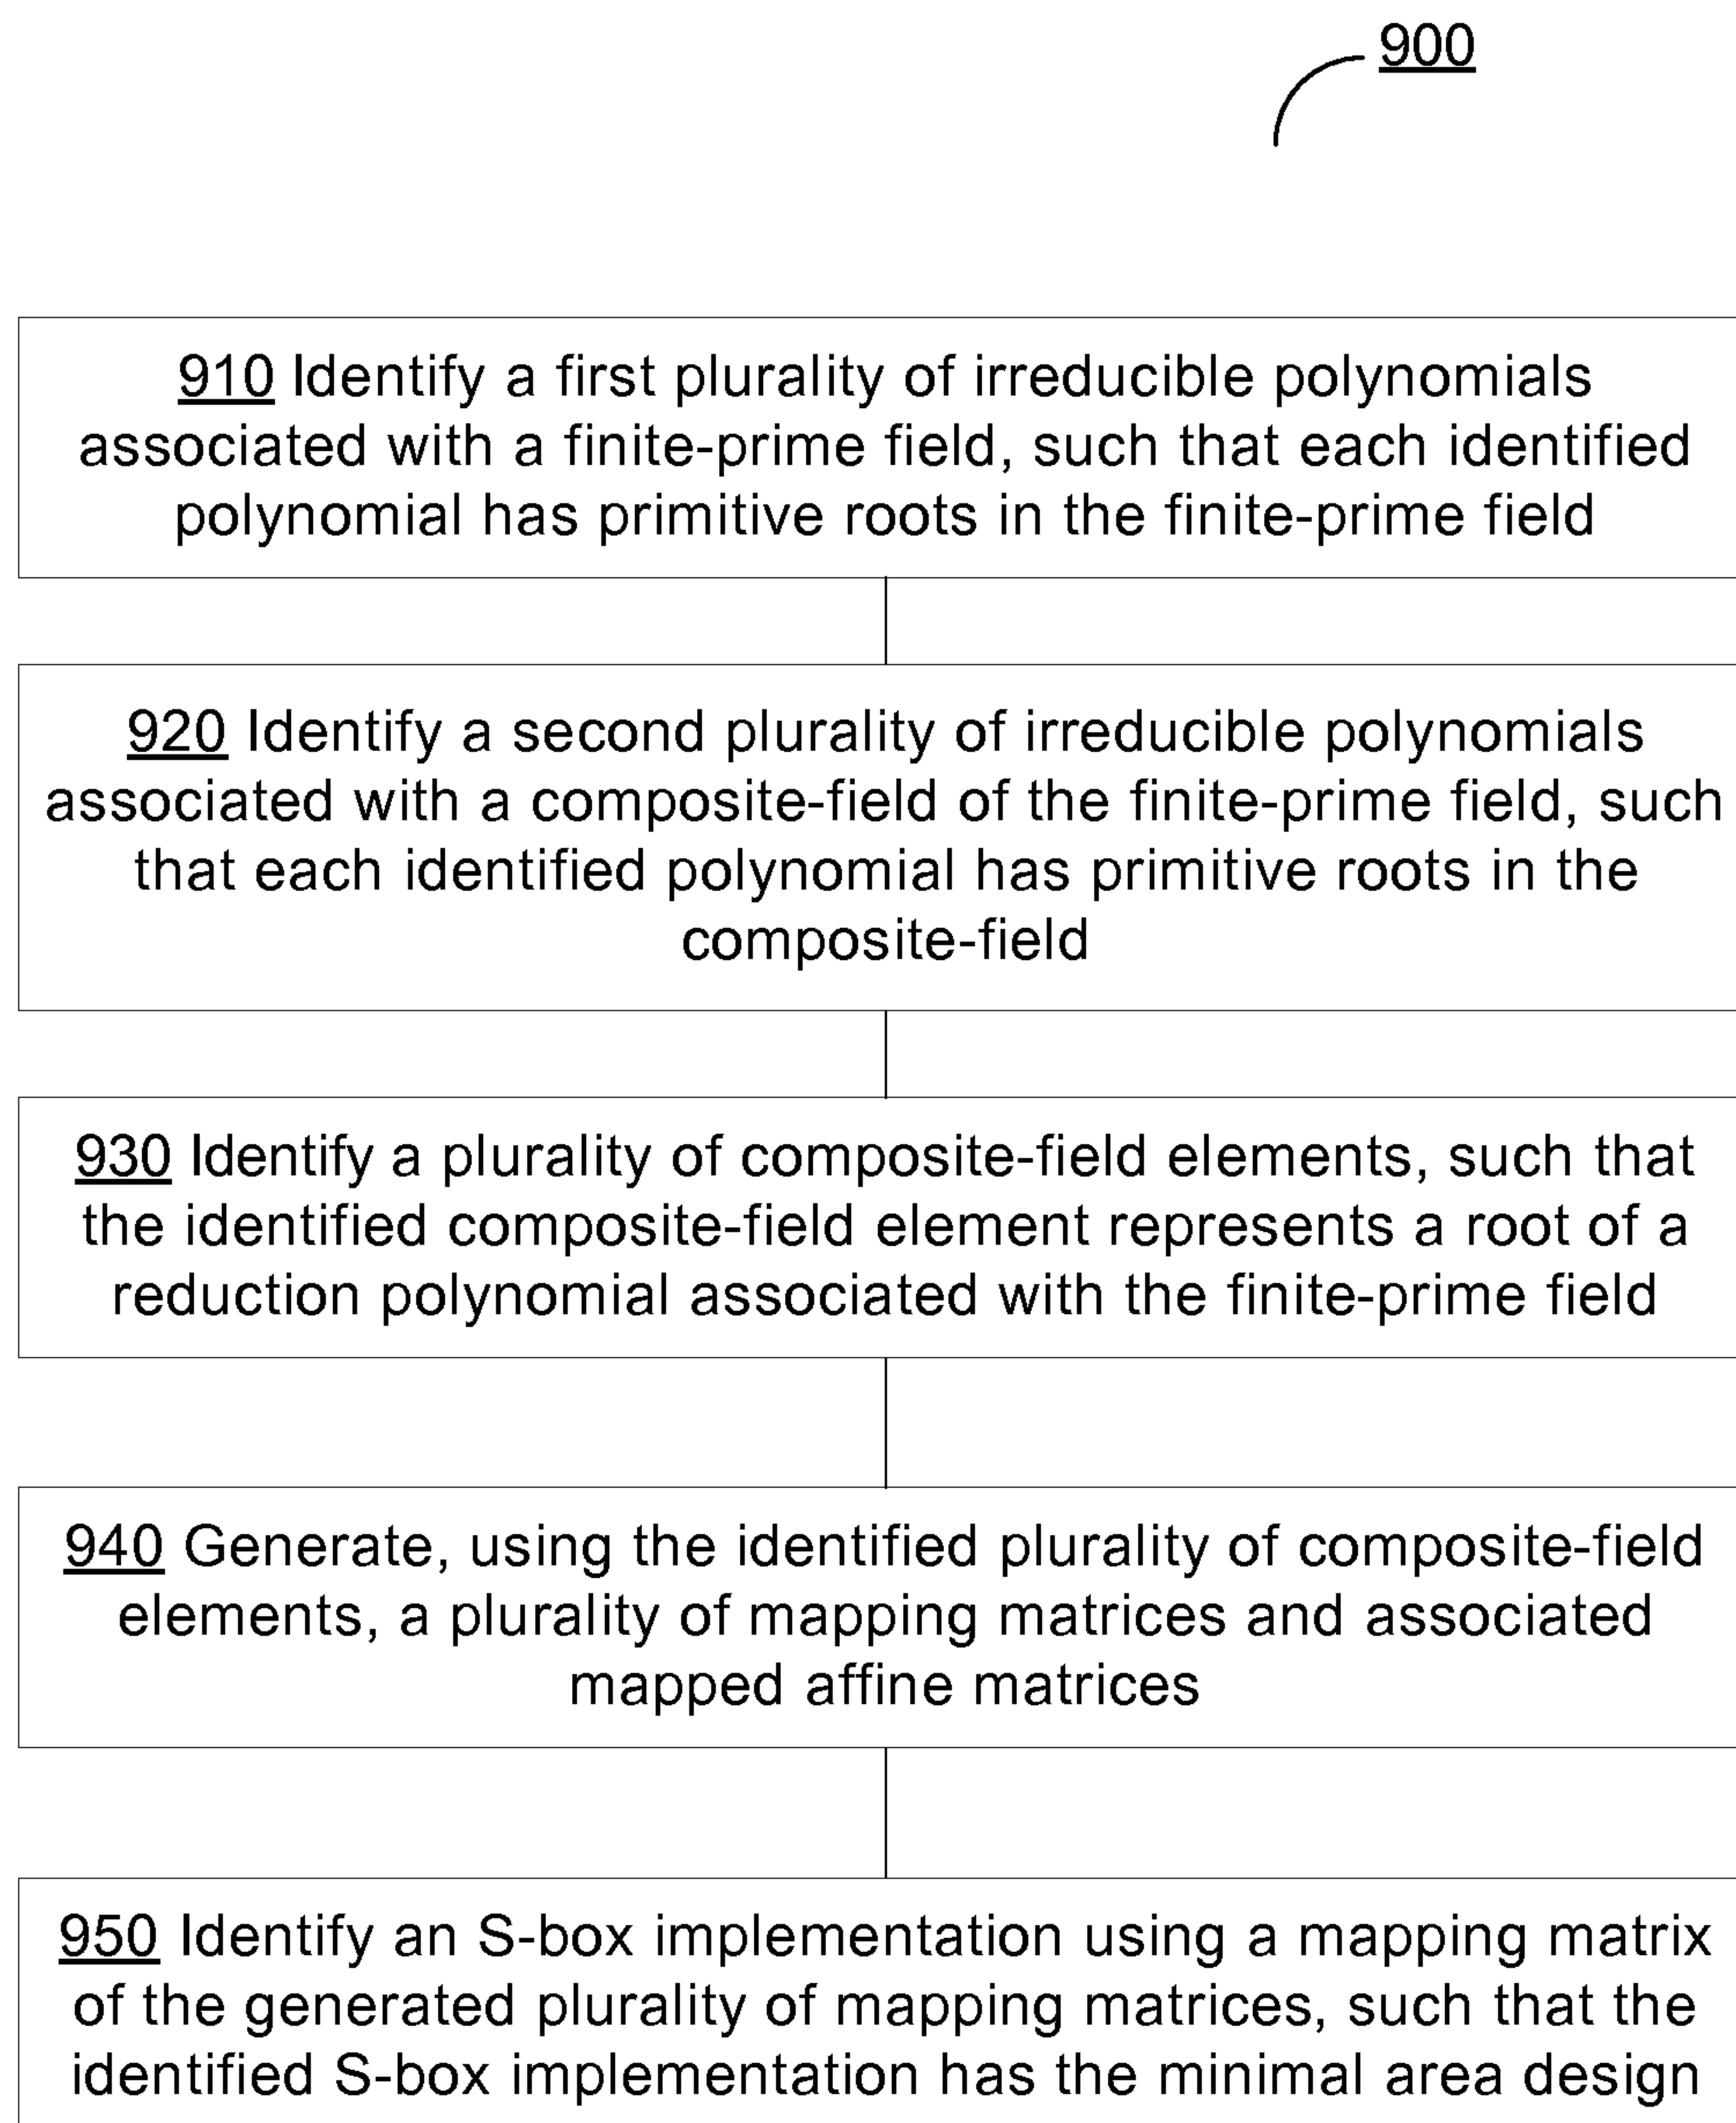 900
910 Identify a first plurality of irreducible polynomials
associated with a finite-prime field, such that each identified
polynomial has primitive roots in the finite-prime field
920 Identify a second plurality of irreducible polynomials
associated with a composite-field of the finite-prime field, such
that each identified polynomial has primitive roots in the
composite-field
930 Identify a plurality of composite-field elements, such that
the identified composite-field element represents a root of a
reduction polynomial associated with the finite-prime field
940 Generate, using the identified plurality of composite-field
elements, a plurality of mapping matrices and associated
mapped affine matrices
950 Identify an S-box implementation using a mapping matrix
of the generated plurality of mapping matrices, such that the
identified S-box implementation has the minimal area design